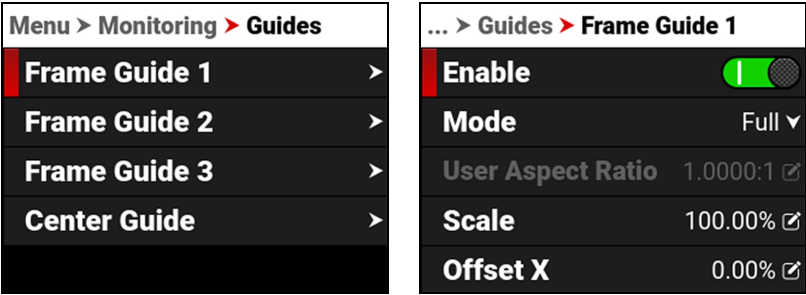 Menu > Monitoring > Guides
Frame Guide 1
Frame Guide 2
Frame Guide 3
Center Guide
... > Guides > Frame Guide 1
Enable
Mode Full
User Aspect Ratio 1.0000:1
Scale 100.00%
Offset X 0.00%